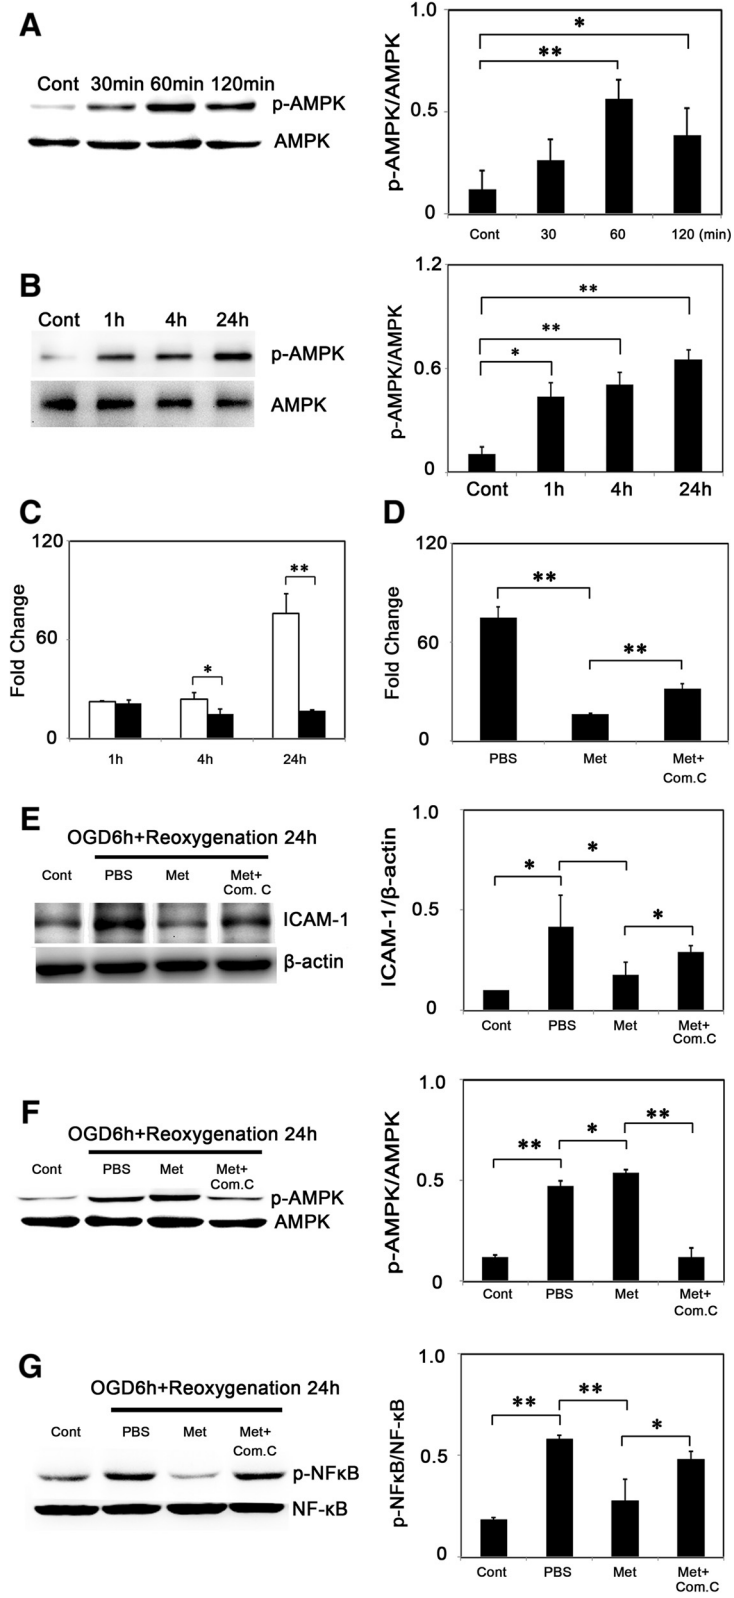 A
Cont 30min 60min 120min
p-AMPK
AMPK
p-AMPK/AMPK
1.0
0.5
0
*
**
Cont 30 60 120 (min)
B
Cont 1h 4h 24h
p-AMPK
AMPK
p-AMPK/AMPK
1.2
0.6
0
**
**
*
Cont 1h 4h 24h
C
Fold Change
120
60
0
*
**
1h 4h 24h
D
Fold Change
120
60
0
**
**
PBS Met Met+
Com.C
E
OGD6h+Reoxygenation 24h
Cont PBS Met Met+
Com. C
ICAM-1
β-actin
ICAM-1/β-actin
1.0
0.5
0
*
*
*
Cont PBS Met Met+
Com.C
F
OGD6h+Reoxygenation 24h
Cont PBS Met Met+
Com.C
p-AMPK
AMPK
p-AMPK/AMPK
1.0
0.5
0
**
*
**
Cont PBS Met Met+
Com.C
G
OGD6h+Reoxygenation 24h
Cont PBS Met Met+
Com.C
p-NFκB
NF-κB
p-NFκB/NF-κB
1.0
0.5
0
**
**
*
Cont PBS Met Met+
Com.C